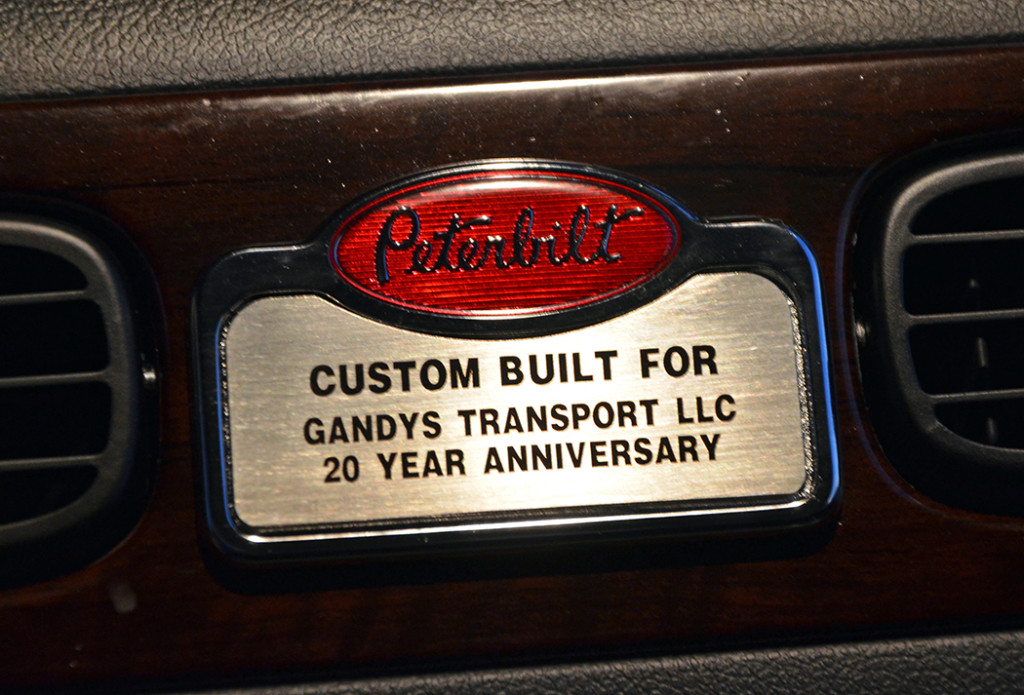 Peterbilt
CUSTOM BUILT FOR
GANDYS TRANSPORT LLC
20 YEAR ANNIVERSARY